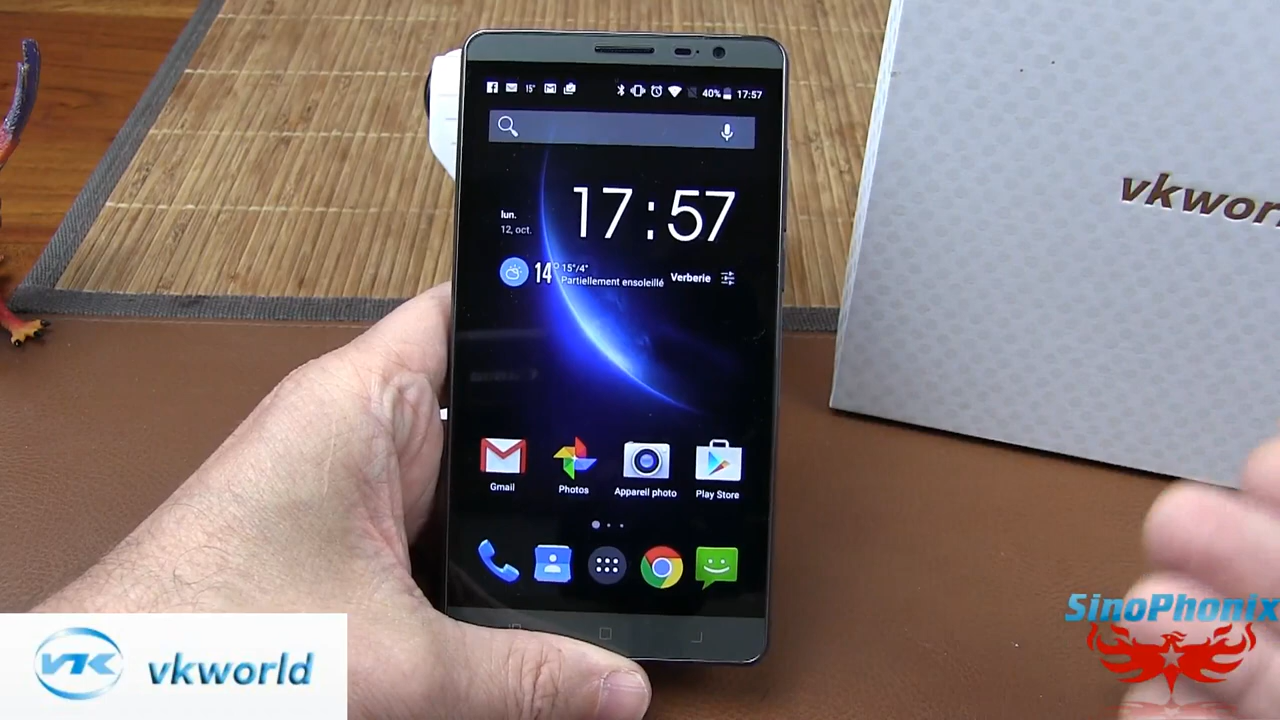 15°
40% 17:57
17:57
lun.
12, oct.
14° 15°/4°
Partiellement ensoleillé
Verberie
Gmail
Photos
Appareil photo
Play Store
vkwor
vkworld
SinoPhonix